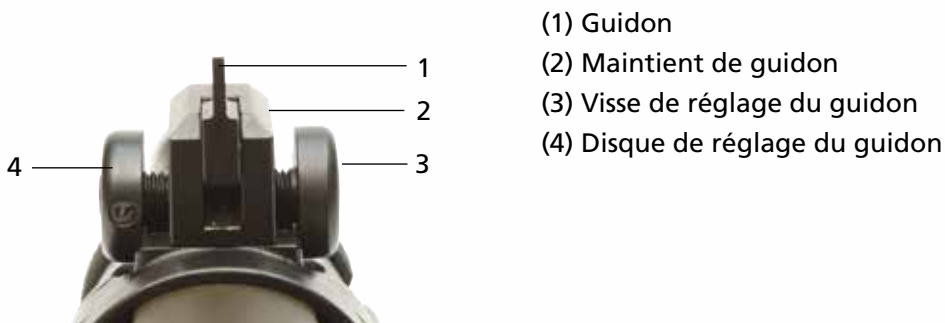 1
2
3
4
(1) Guidon
(2) Maintient de guidon
(3) Visse de réglage du guidon
(4) Disque de réglage du guidon